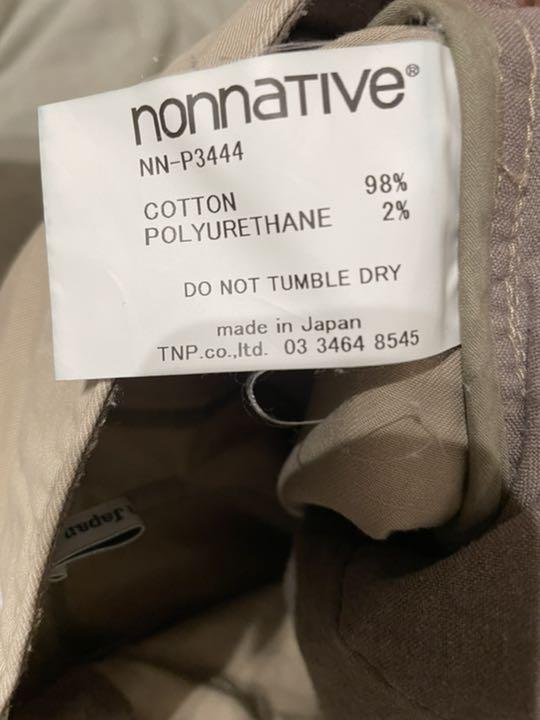 nonnaTIVe®
NN-P3444
COTTON 98%
POLYURETHANE 2%
DO NOT TUMBLE DRY
made in Japan
TNP.co.,ltd. 03 3464 8545
Japan